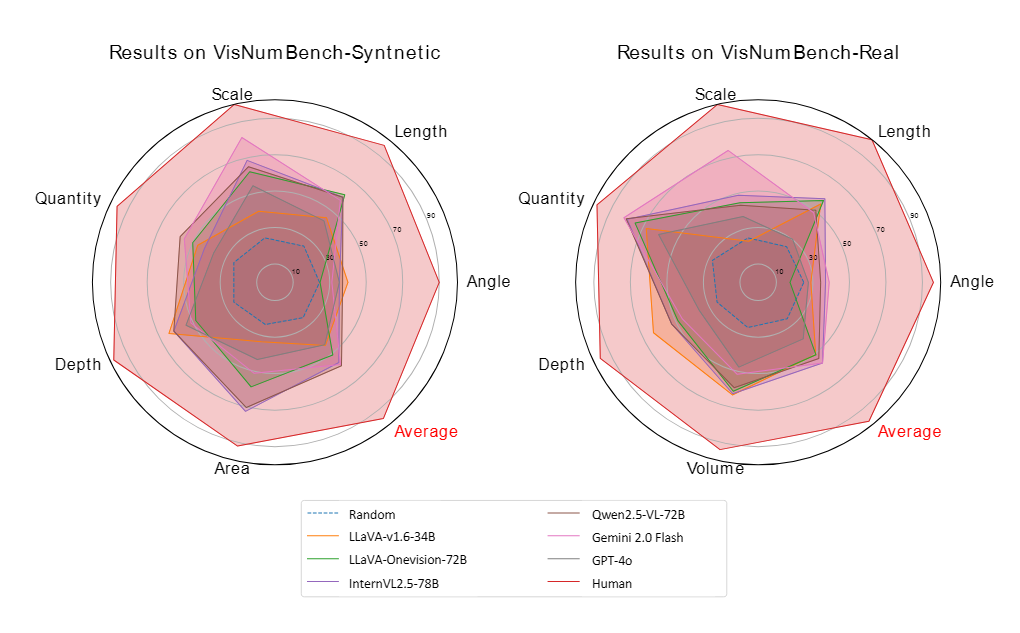 Results on VisNumBench-Syntnetic
Results on VisNumBench-Real
Scale
Length
Quantity
90
70
50
30
10
Angle
Depth
Average
Area
Scale
Length
Quantity
90
70
50
30
10
Angle
Depth
Average
Volume
Random
LLaVA-v1.6-34B
LLaVA-Onevision-72B
InternVL2.5-78B
Qwen2.5-VL-72B
Gemini 2.0 Flash
GPT-4o
Human